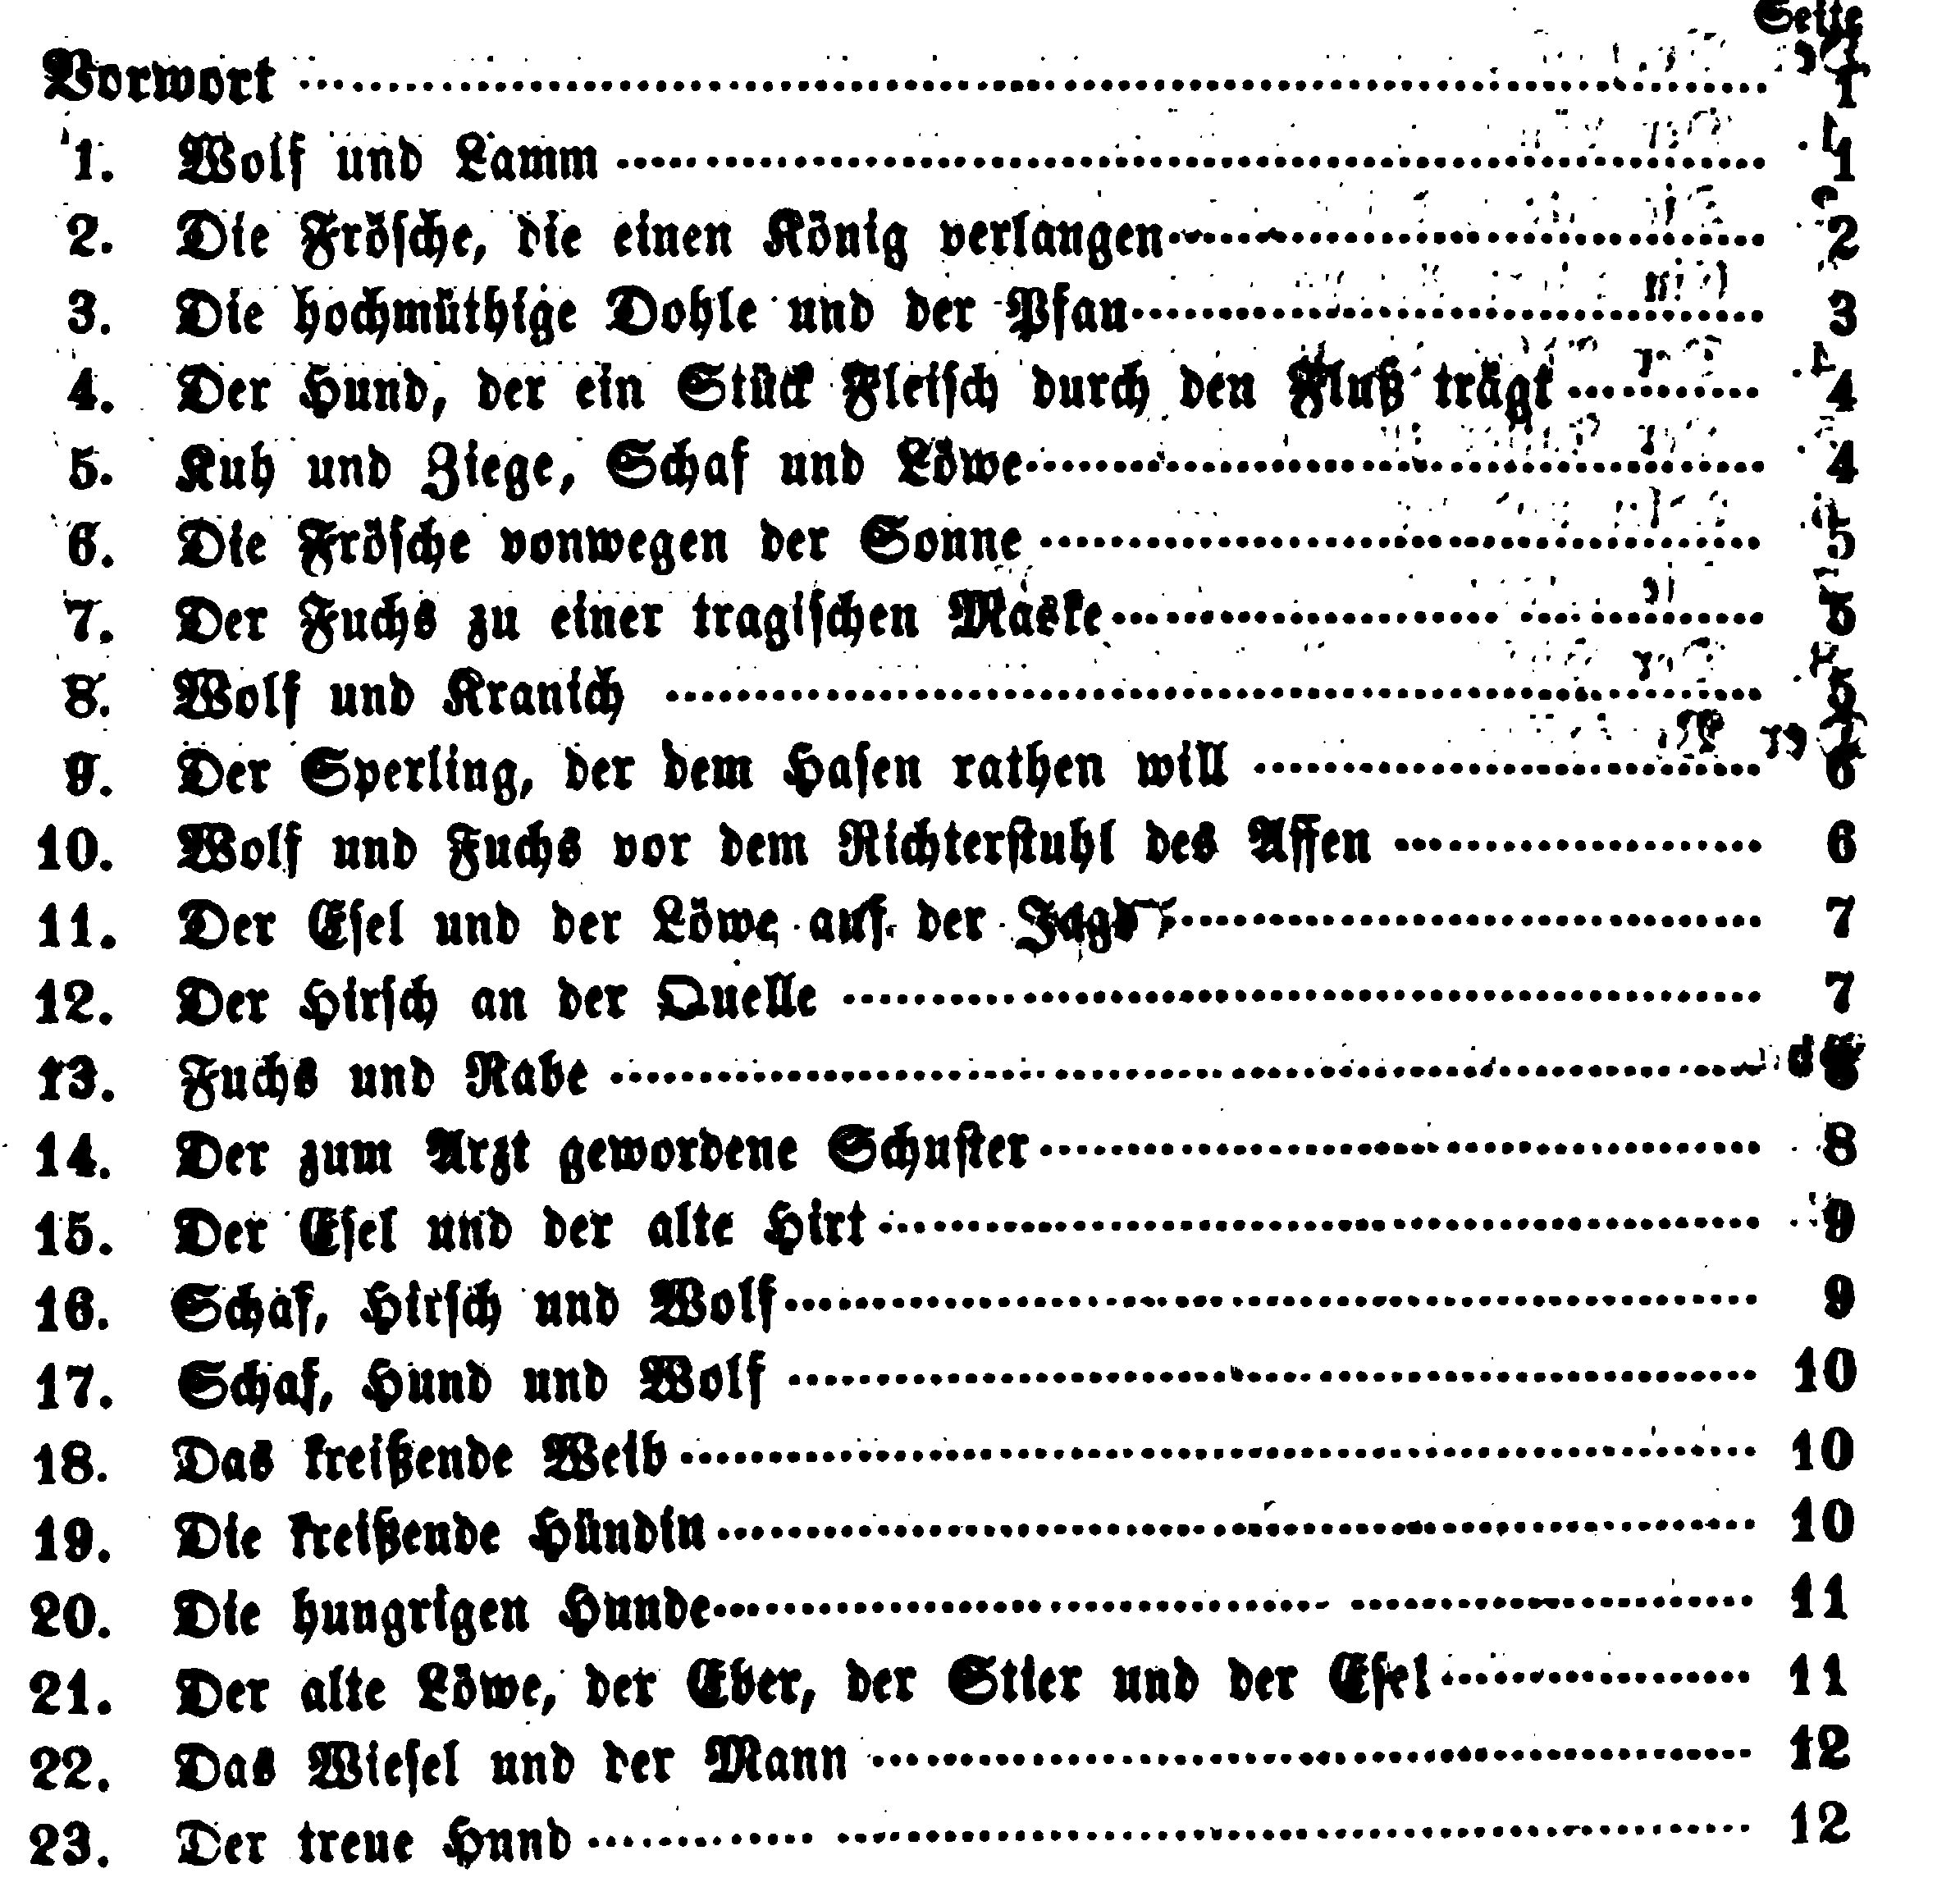 Seite
Vorwort 1
1. Wolf und Lamm 1
2. Die Frösche, die einen König verlangen 2
3. Die hochmüthige Dohle und der Pfau 3
4. Der Hund, der ein Stück Fleisch durch den Fluß trägt 4
5. Kuh und Ziege, Schaf und Löwe 4
6. Die Frösche vonwegen der Sonne 5
7. Der Fuchs zu einer tragischen Maske 5
8. Wolf und Kranich 5
9. Der Sperling, der dem Hasen rathen will 6
10. Wolf und Fuchs vor dem Richterstuhl des Affen 6
11. Der Esel und der Löwe auf der Jagd 7
12. Der Hirsch an der Quelle 7
13. Fuchs und Rabe 8
14. Der zum Arzt gewordene Schuster 8
15. Der Esel und der alte Hirt 9
16. Schaf, Hirsch und Wolf 9
17. Schaf, Hund und Wolf 10
18. Das kreißende Weib 10
19. Die kreißende Hündin 10
20. Die hungrigen Hunde 11
21. Der alte Löwe, der Eber, der Stier und der Esel 11
22. Das Wiesel und der Mann 12
23. Der treue Hund 12